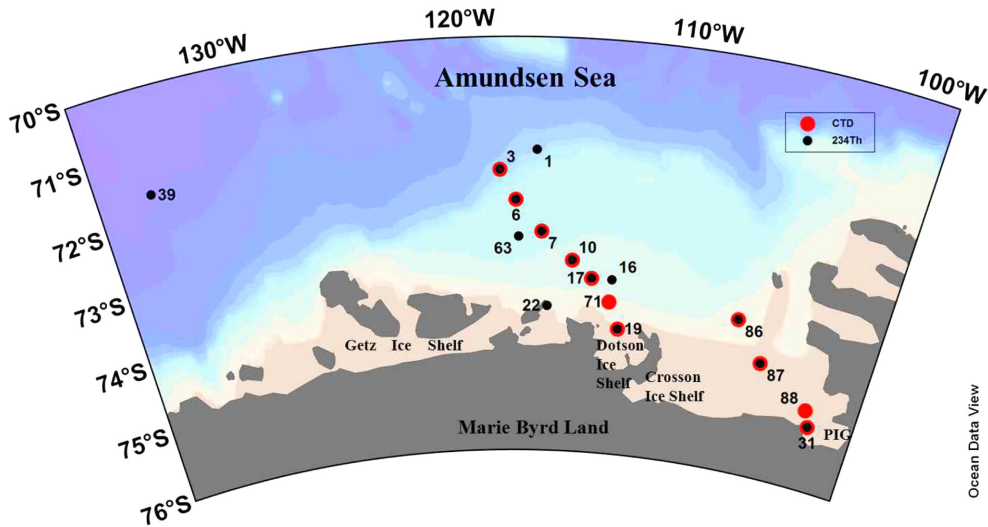 120°W
130°W
110°W
100°W
Amundsen Sea
70°S
CTD
234Th
3
1
71°S
39
6
72°S
63
7
10
17
16
73°S
22
71
19
86
Getz Ice Shelf
Dotson
Ice
Shelf
Crosson
Ice Shelf
74°S
87
88
Marie Byrd Land
PIG
31
75°S
76°S
Ocean Data View